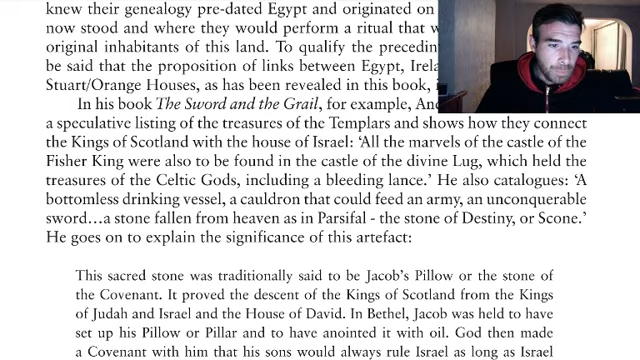 knew their genealogy pre-dated Egypt and originated on
now stood and where they would perform a ritual that
original inhabitants of this land. To qualify the
be said that the proposition of links between Egypt,
Stuart/Orange Houses, as has been revealed in this book,
In his book The Sword and the Grail, for example,
a speculative listing of the treasures of the Templars and shows how they connect
the Kings of Scotland with the house of Israel: ‘All the marvels of the castle of the
Fisher King were also to be found in the castle of the divine Lug, which held the
treasures of the Celtic Gods, including a bleeding lance.’ He also catalogues: ‘A
bottomless drinking vessel, a cauldron that could feed an army, an unconquerable
sword…a stone fallen from heaven as in Parsifal - the stone of Destiny, or Scone.’
He goes on to explain the significance of this artefact:
This sacred stone was traditionally said to be Jacob’s Pillow or the stone of
the Covenant. It proved the descent of the Kings of Scotland from the Kings
of Judah and Israel and the House of David. In Bethel, Jacob was held to have
set up his Pillow or Pillar and to have anointed it with oil. God then made
a Covenant with him that his sons would always rule Israel as long as Israel